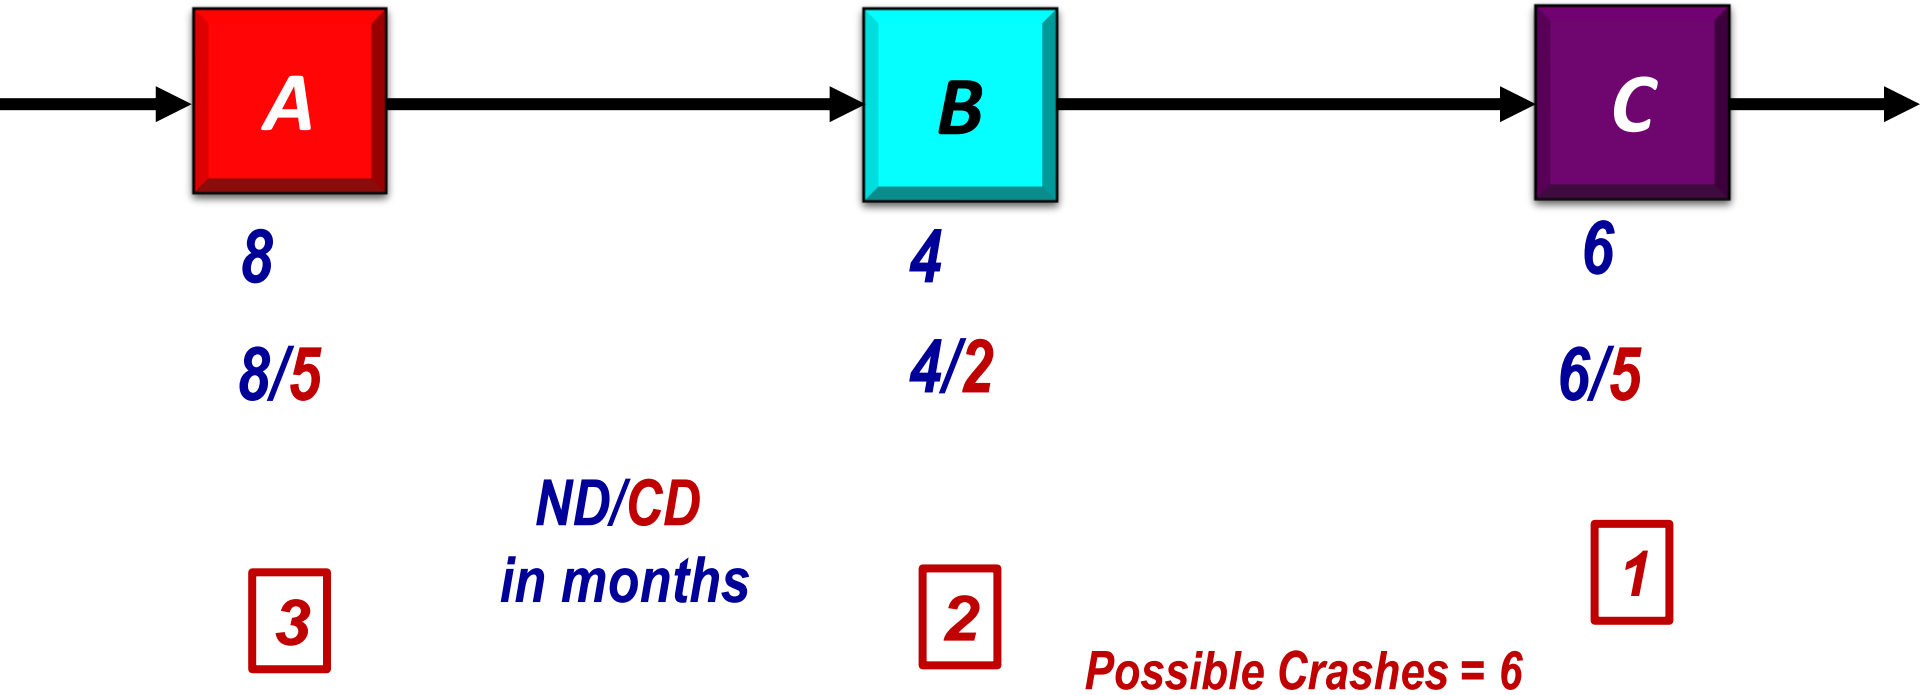 A
B
C
8
4
6
8/5
4/2
6/5
ND/CD
in months
3
2
1
Possible Crashes = 6